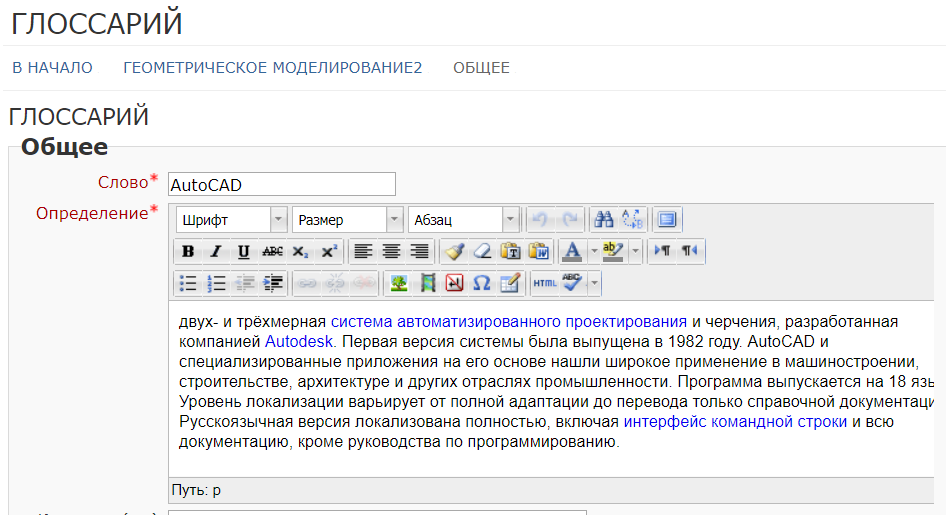 ГЛОССАРИЙ
В НАЧАЛО ГЕОМЕТРИЧЕСКОЕ МОДЕЛИРОВАНИЕ2 ОБЩЕЕ
ГЛОССАРИЙ
Общее
Слово* AutoCAD
Определение*
Шрифт Размер Абзац
B I U ABC X₂ X²
HTML ABC
двух- и трёхмерная система автоматизированного проектирования и черчения, разработанная
компанией Autodesk. Первая версия системы была выпущена в 1982 году. AutoCAD и
специализированные приложения на его основе нашли широкое применение в машиностроении,
строительстве, архитектуре и других отраслях промышленности. Программа выпускается на 18 язы
Уровень локализации варьирует от полной адаптации до перевода только справочной документаци
Русскоязычная версия локализована полностью, включая интерфейс командной строки и всю
документацию, кроме руководства по программированию.
Путь: p